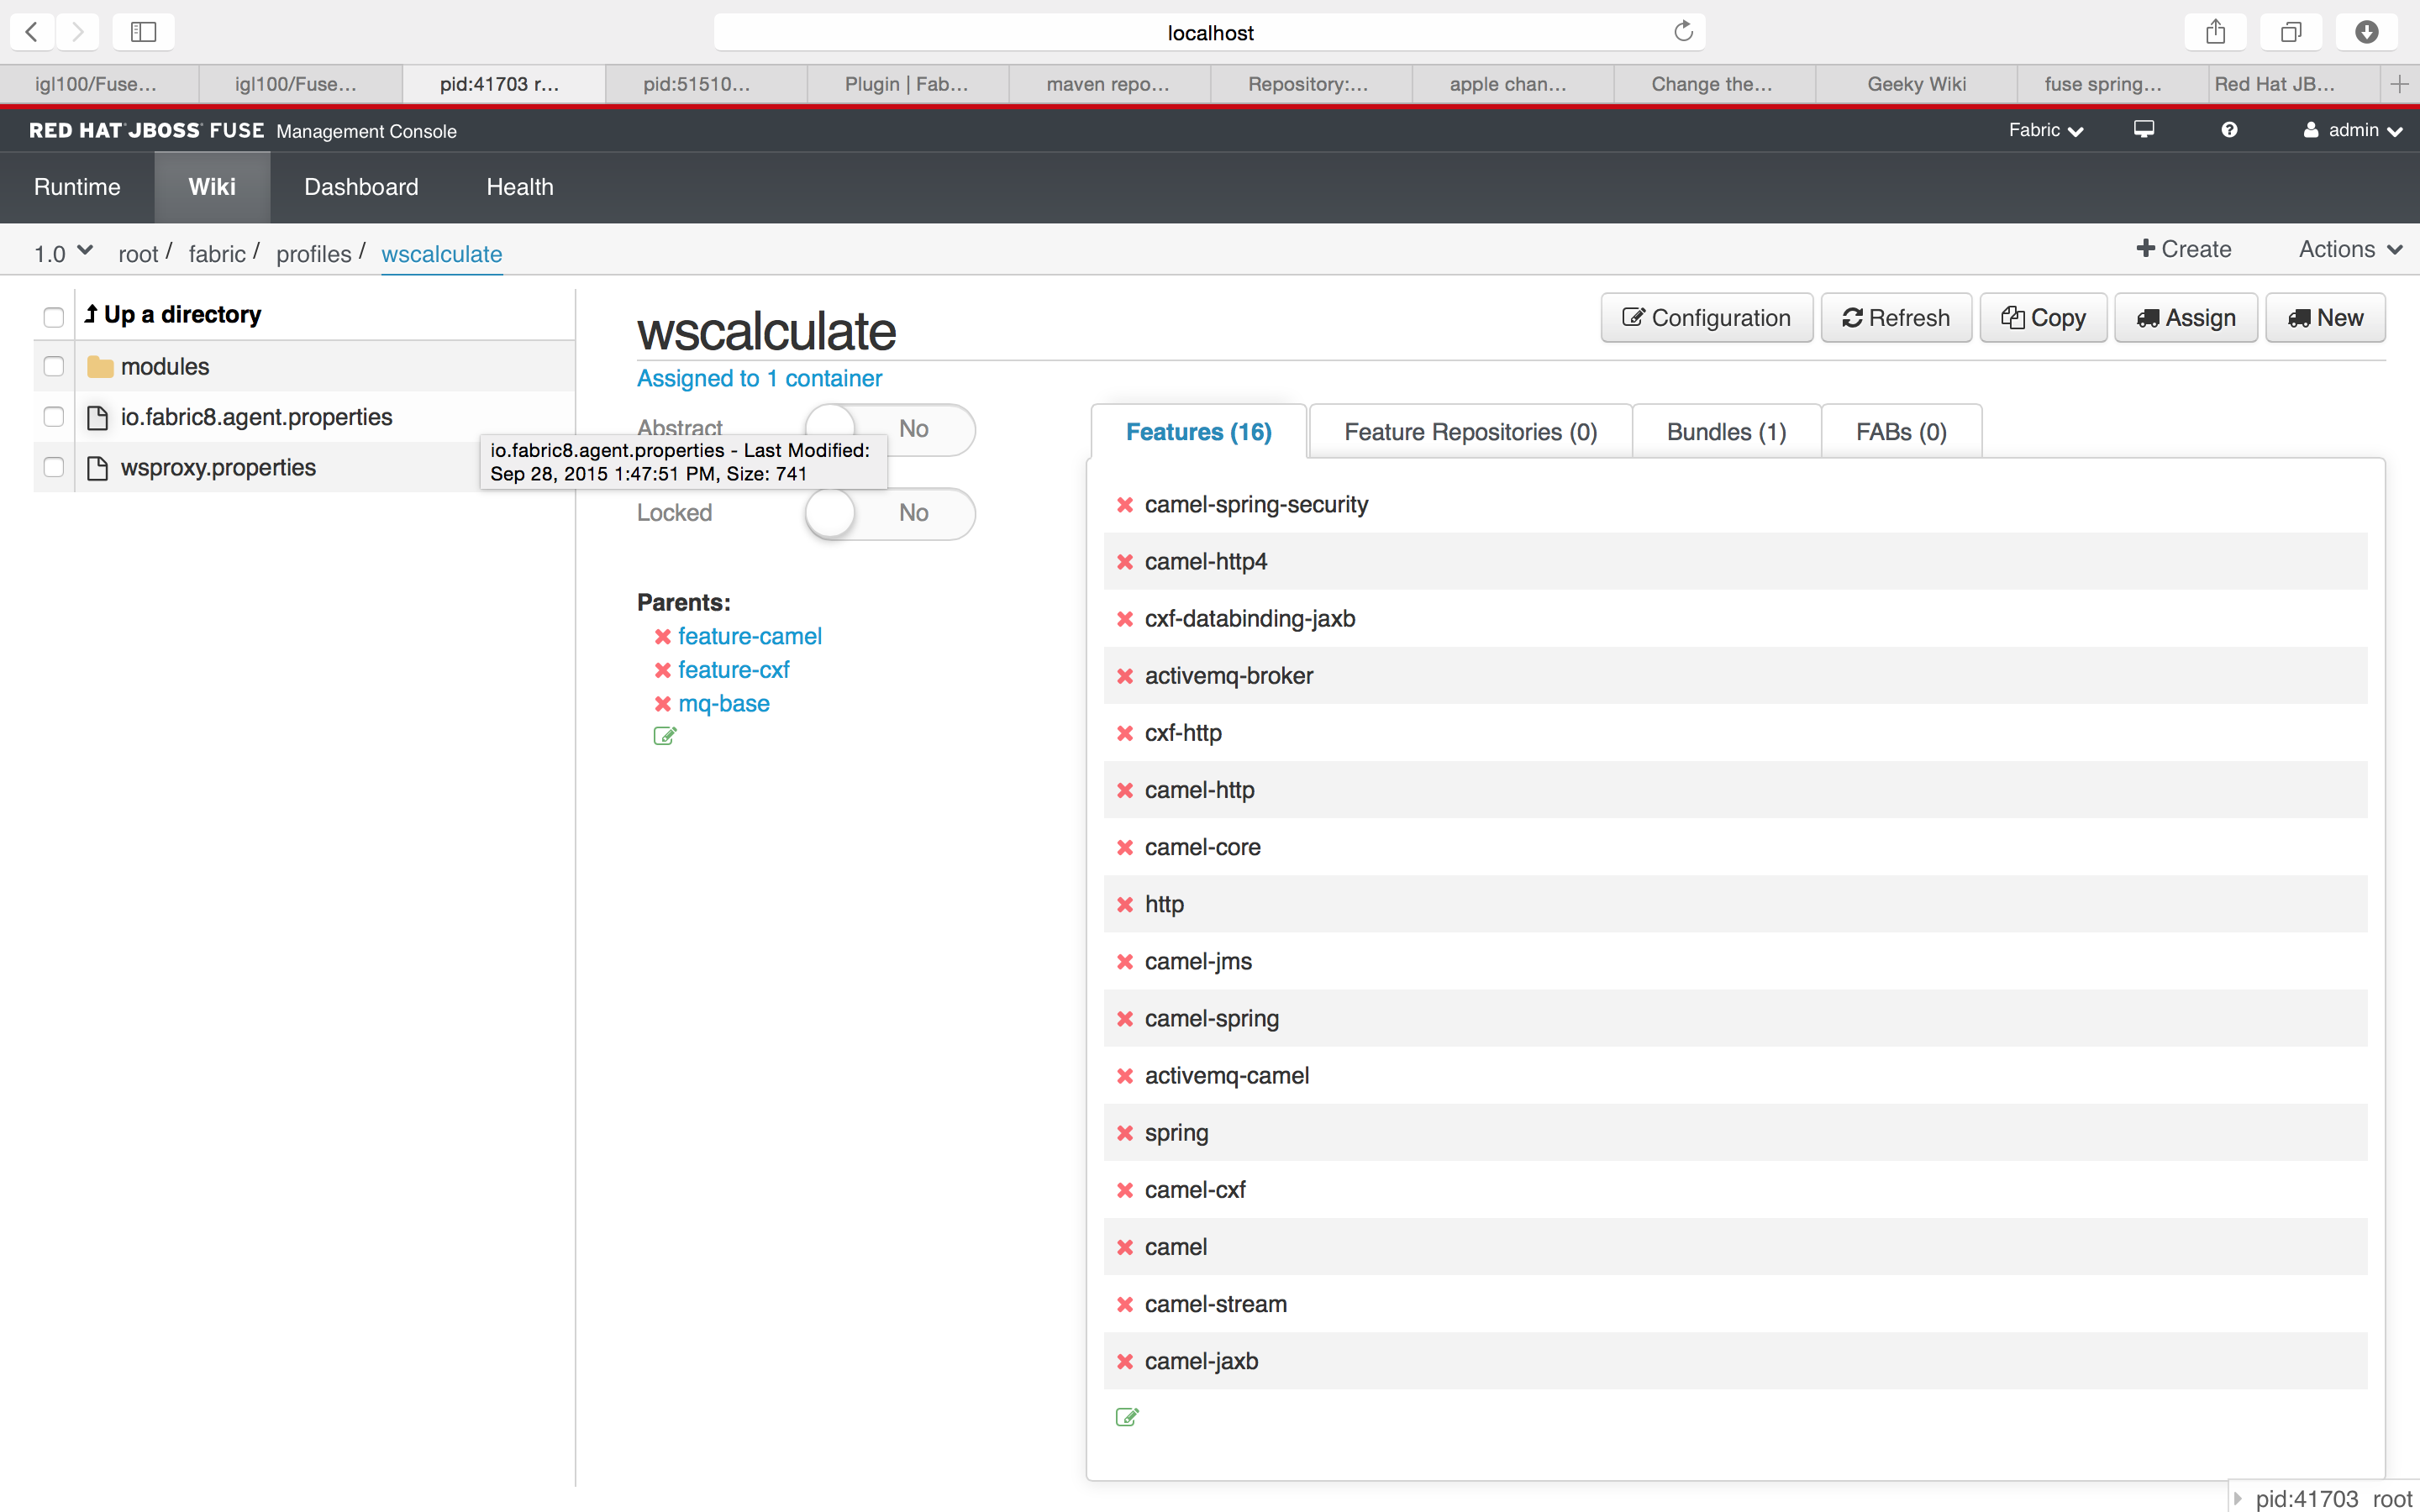 localhost
igl100/Fuse...
igl100/Fuse...
pid:41703 r...
pid:51510...
Plugin | Fab...
maven repo...
Repository:...
apple chan...
Change the...
Geeky Wiki
fuse spring...
Red Hat JB...
RED HAT JBOSS FUSE Management Console
Fabric
admin
Runtime
Wiki
Dashboard
Health
1.0
root / fabric / profiles / wscalculate
Create
Actions
Up a directory
modules
io.fabric8.agent.properties
wsproxy.properties
io.fabric8.agent.properties - Last Modified:
Sep 28, 2015 1:47:51 PM, Size: 741
wscalculate
Configuration
Refresh
Copy
Assign
New
Assigned to 1 container
Abstract
No
Locked
No
Parents:
feature-camel
feature-cxf
mq-base
Features (16)
Feature Repositories (0)
Bundles (1)
FABs (0)
camel-spring-security
camel-http4
cxf-databinding-jaxb
activemq-broker
cxf-http
camel-http
camel-core
http
camel-jms
camel-spring
activemq-camel
spring
camel-cxf
camel
camel-stream
camel-jaxb
pid:41703 root